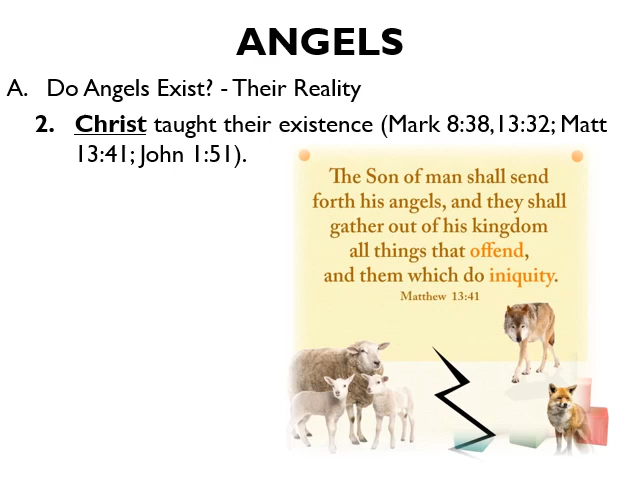 ANGELS
A. Do Angels Exist? - Their Reality
2. Christ taught their existence (Mark 8:38,13:32; Matt
13:41; John 1:51).
The Son of man shall send
forth his angels, and they shall
gather out of his kingdom
all things that offend,
and them which do iniquity.
Matthew 13:41